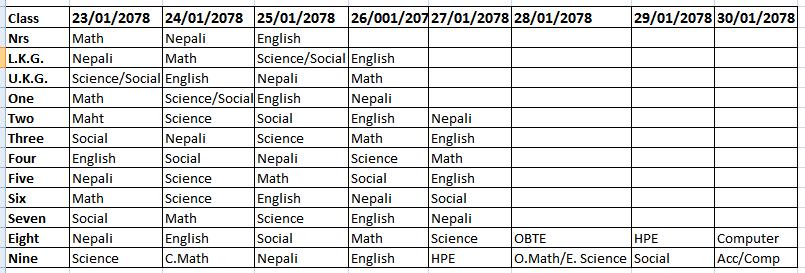 Class 23/01/2078 24/01/2078 25/01/2078 26/001/207 27/01/2078 28/01/2078 29/01/2078 30/01/2078
Nrs Math Nepali English
L.K.G. Nepali Math Science/Social English
U.K.G. Science/Social English Nepali Math
One Math Science/Social English Nepali
Two Maht Science Social English Nepali
Three Social Nepali Science Math English
Four English Social Nepali Science Math
Five Nepali Science Math Social English
Six Math Science English Nepali Social
Seven Social Math Science English Nepali
Eight Nepali English Social Math Science OBTE HPE Computer
Nine Science C.Math Nepali English HPE O.Math/E. Science Social Acc/Comp